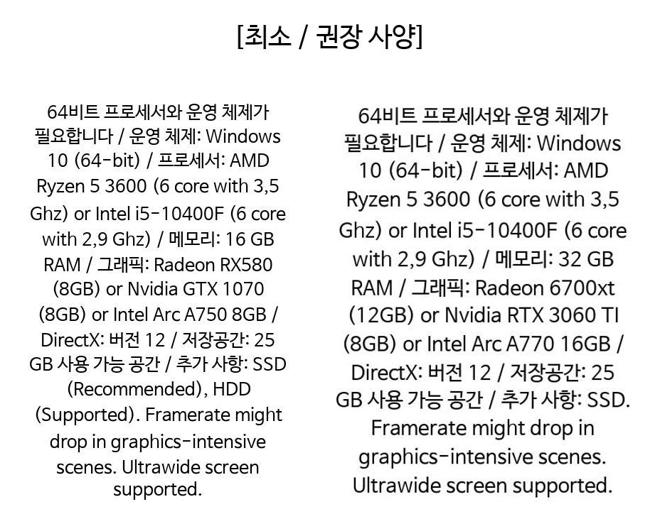 [최소 / 권장 사양]
64비트 프로세서와 운영 체제가
필요합니다 / 운영 체제: Windows
10 (64-bit) / 프로세서: AMD
Ryzen 5 3600 (6 core with 3,5
Ghz) or Intel i5-10400F (6 core
with 2,9 Ghz) / 메모리: 16 GB
RAM / 그래픽: Radeon RX580
(8GB) or Nvidia GTX 1070
(8GB) or Intel Arc A750 8GB /
DirectX: 버전 12 / 저장공간: 25
GB 사용 가능 공간 / 추가 사항: SSD
(Recommended), HDD
(Supported). Framerate might
drop in graphics-intensive
scenes. Ultrawide screen
supported.
64비트 프로세서와 운영 체제가
필요합니다 / 운영 체제: Windows
10 (64-bit) / 프로세서: AMD
Ryzen 5 3600 (6 core with 3,5
Ghz) or Intel i5-10400F (6 core
with 2,9 Ghz) / 메모리: 32 GB
RAM / 그래픽: Radeon 6700xt
(12GB) or Nvidia RTX 3060 TI
(8GB) or Intel Arc A770 16GB /
DirectX: 버전 12 / 저장공간: 25
GB 사용 가능 공간 / 추가 사항: SSD.
Framerate might drop in
graphics-intensive scenes.
Ultrawide screen supported.